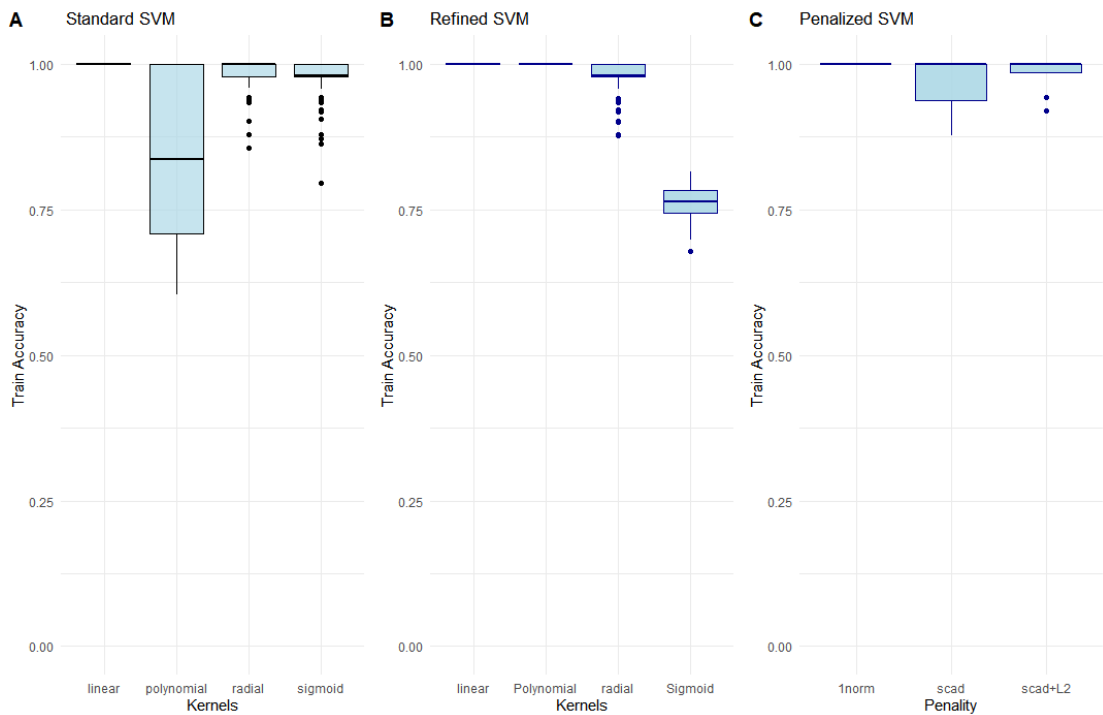 A Standard SVM
Train Accuracy
1.00
0.75
0.50
0.25
0.00
linear polynomial radial sigmoid
Kernels
B Refined SVM
Train Accuracy
1.00
0.75
0.50
0.25
0.00
linear Polynomial radial Sigmoid
Kernels
C Penalized SVM
Train Accuracy
1.00
0.75
0.50
0.25
0.00
1norm scad scad+L2
Penality